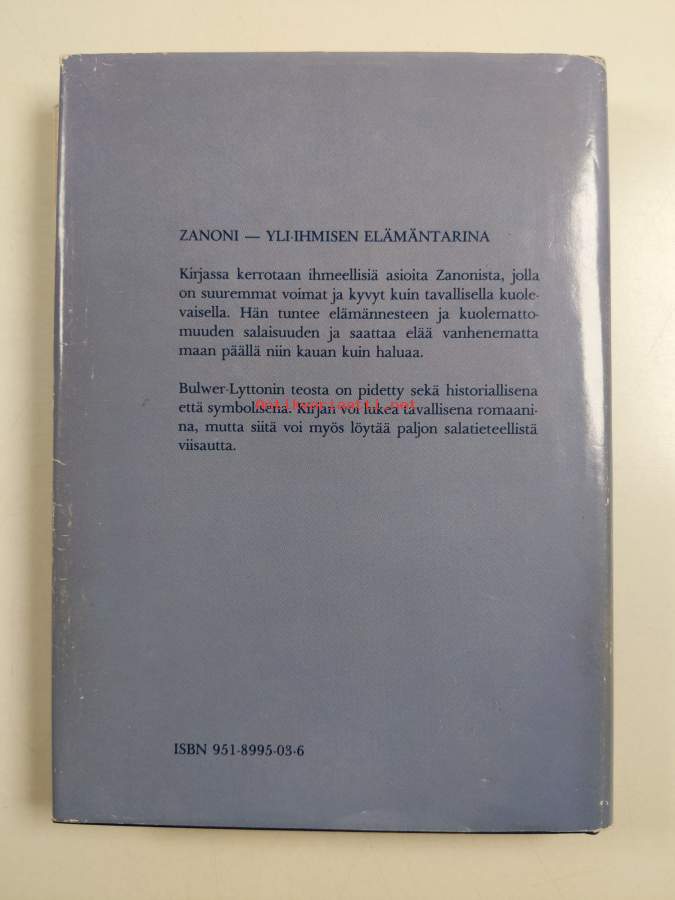 ZANONI — YLI-IHMISEN ELÄMÄNTARINA
Kirjassa kerrotaan ihmeellisiä asioita Zanonista, jolla
on suuremmat voimat ja kyvyt kuin tavallisella kuole-
vaisella. Hän tuntee elämännesteen ja kuolematto-
muuden salaisuuden ja saattaa elää vanhenematta
maan päällä niin kauan kuin haluaa.
Bulwer-Lyttonin teosta on pidetty sekä historiallisena
Antikvariaatti.net
että symbolisena. Kirjan voi lukea tavallisena romaani-
na, mutta siitä voi myös löytää paljon salatieteellistä
viisautta.
ISBN 951-8995-03-6